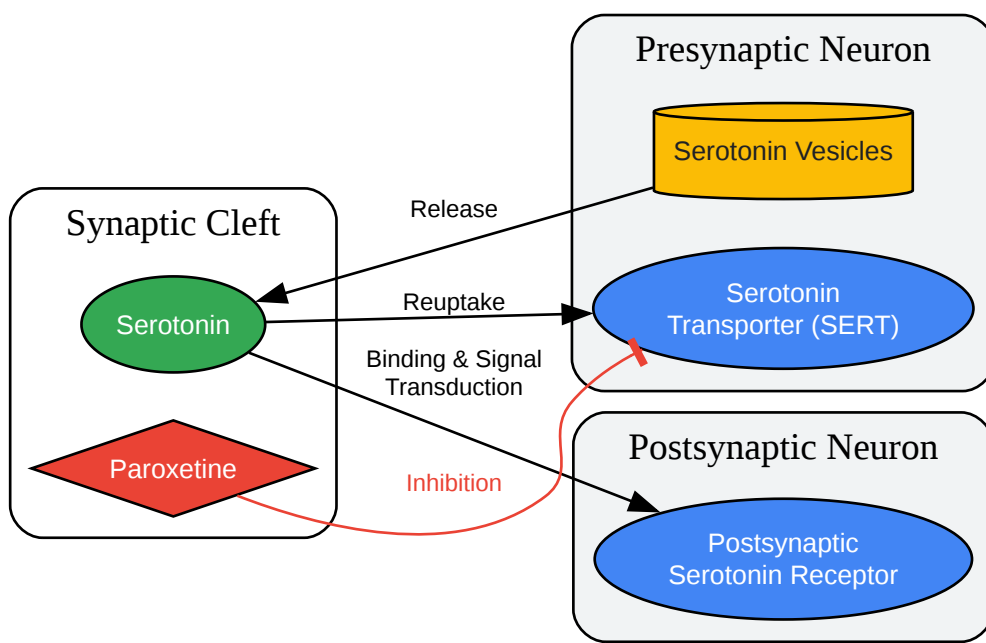 Presynaptic Neuron
Serotonin Vesicles
Release
Synaptic Cleft
Serotonin
Reuptake
Serotonin
Transporter (SERT)
Binding & Signal
Transduction
Paroxetine
Inhibition
Postsynaptic Neuron
Postsynaptic
Serotonin Receptor